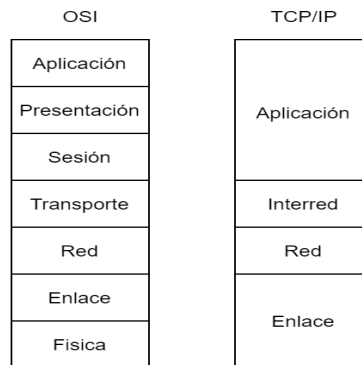 OSI
TCP/IP
Aplicación
Presentación
Sesión
Transporte
Red
Enlace
Fisica
Aplicación
Interred
Red
Enlace